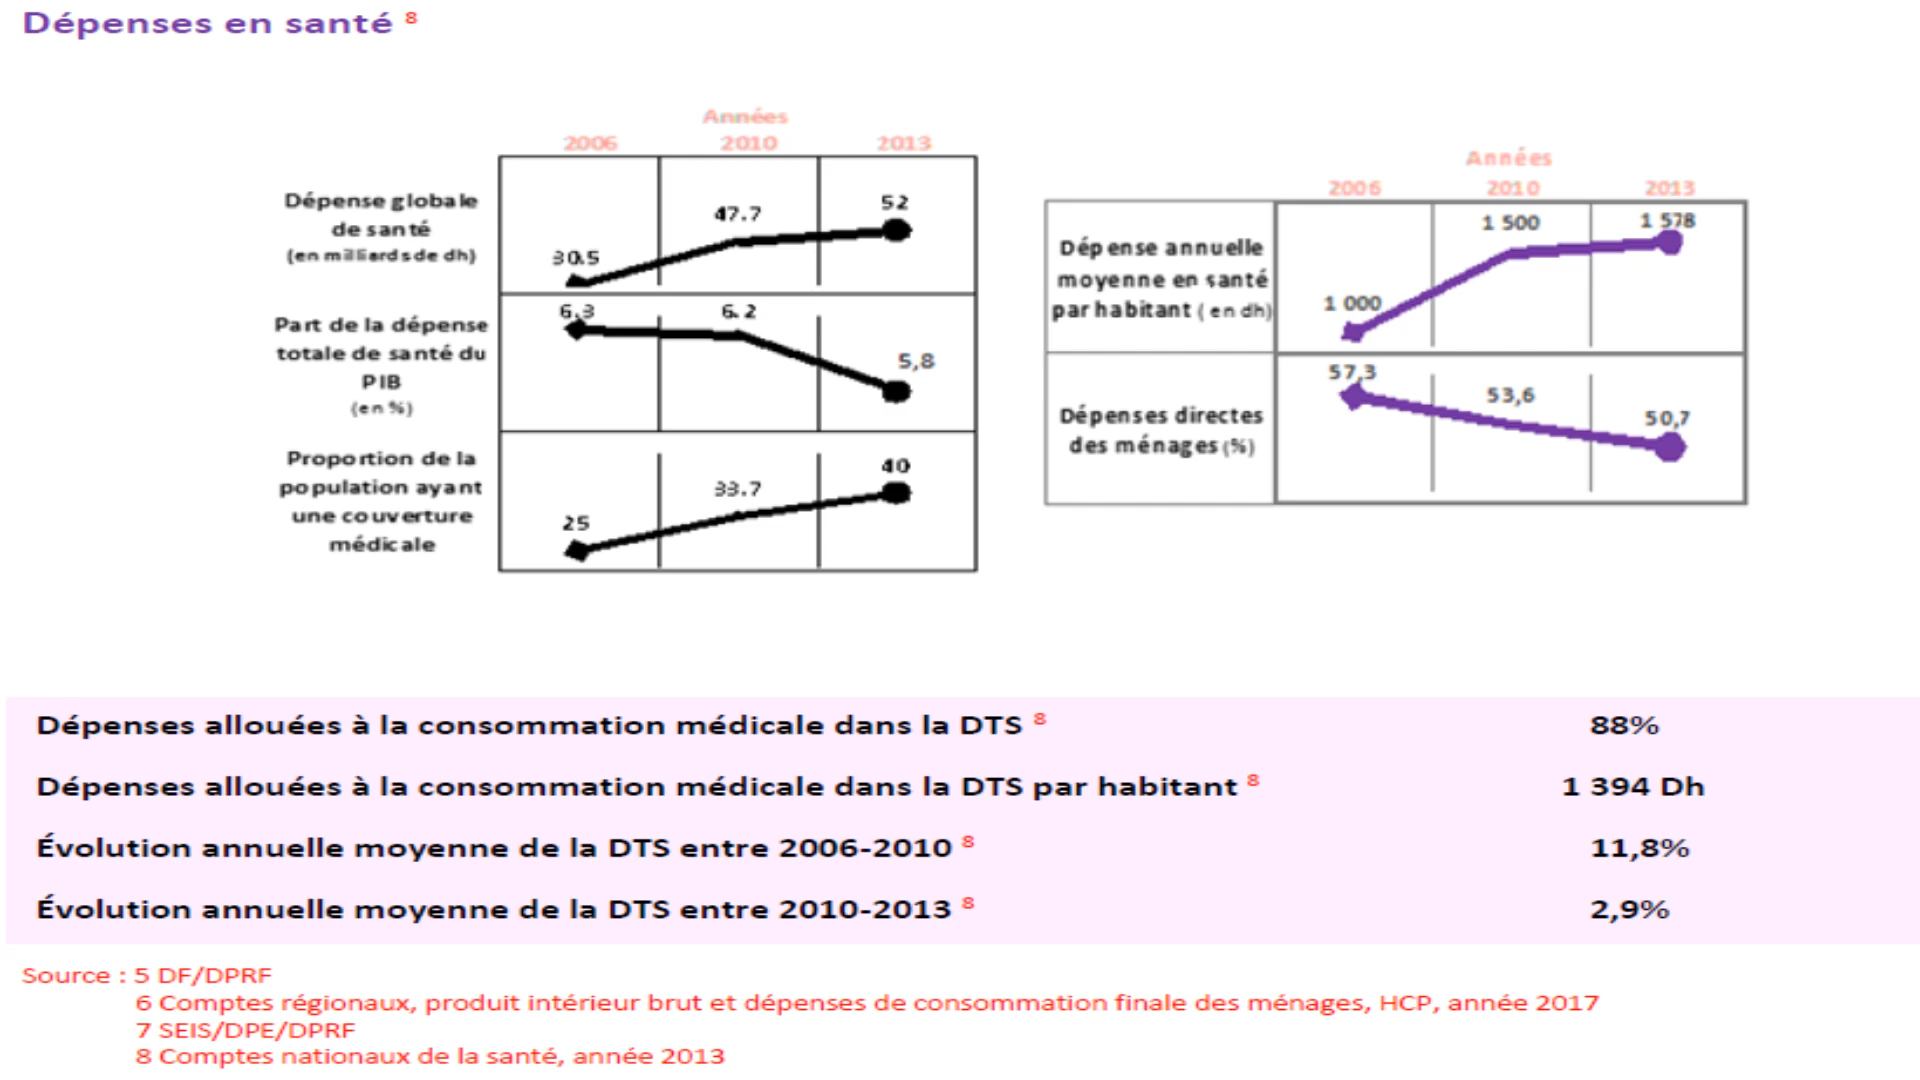 Dépenses en santé 8
Années
2006 2010 2013
Dépense globale
de santé
(en milliards de dh)
30.5 47.7 52
Part de la dépense
totale de santé du
PIB
(en %)
6.3 6.2 5,8
Proportion de la
population ayant
une couverture
médicale
25 33.7 40
Années
2006 2010 2013
Dépense annuelle
moyenne en santé
par habitant ( en dh)
1 000 1 500 1 578
Dépenses directes
des ménages (%)
57,3 53,6 50,7
Dépenses allouées à la consommation médicale dans la DTS 8 88%
Dépenses allouées à la consommation médicale dans la DTS par habitant 8 1 394 Dh
Évolution annuelle moyenne de la DTS entre 2006-2010 8 11,8%
Évolution annuelle moyenne de la DTS entre 2010-2013 8 2,9%
Source : 5 DF/DPRF
6 Comptes régionaux, produit intérieur brut et dépenses de consommation finale des ménages, HCP, année 2017
7 SEIS/DPE/DPRF
8 Comptes nationaux de la santé, année 2013